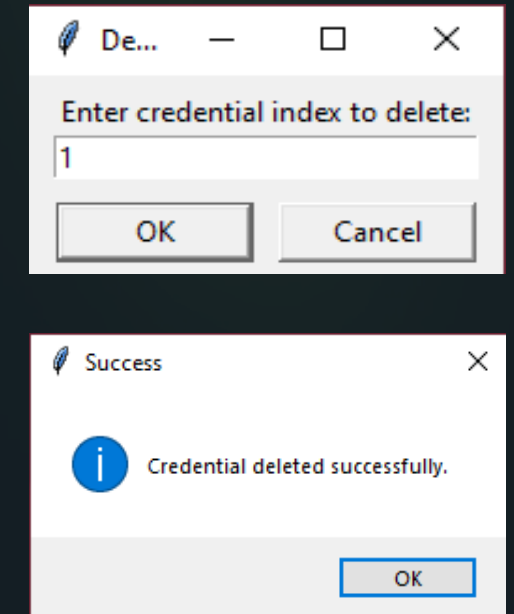 De...
Enter credential index to delete:
1
OK Cancel
Success
Credential deleted successfully.
OK